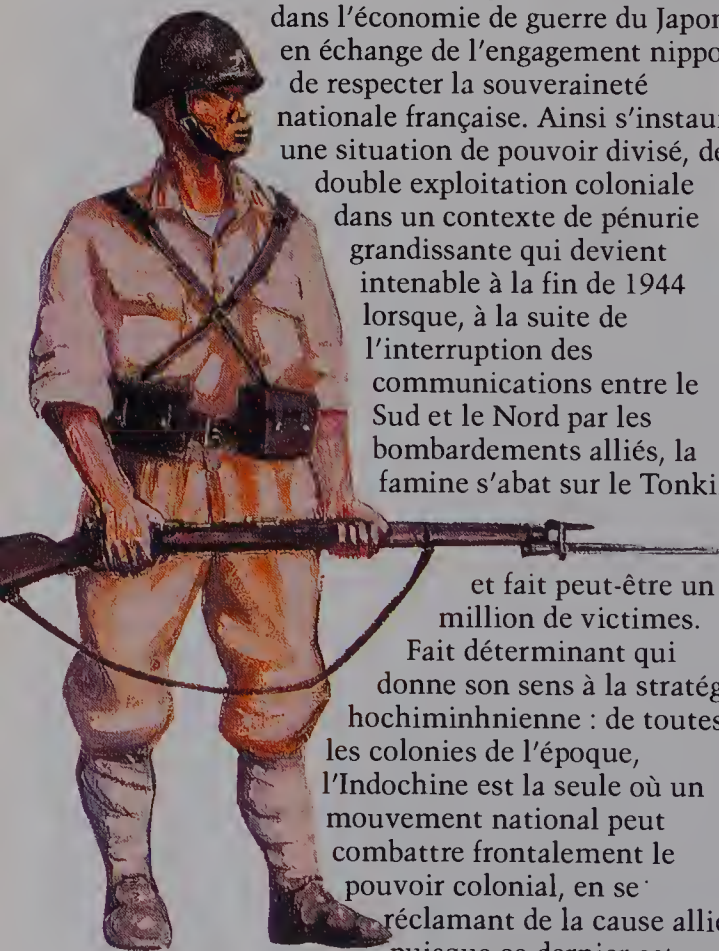 dans l'économie de guerre du Japon
en échange de l'engagement nippo
de respecter la souveraineté
nationale française. Ainsi s'instau
une situation de pouvoir divisé, de
double exploitation coloniale
dans un contexte de pénurie
grandissante qui devient
intenable à la fin de 1944
lorsque, à la suite de
l'interruption des
communications entre le
Sud et le Nord par les
bombardements alliés, la
famine s'abat sur le Tonki
et fait peut-être un
million de victimes.
Fait déterminant qui
donne son sens à la stratég
hochiminhnienne : de toutes
les colonies de l'époque,
l'Indochine est la seule où un
mouvement national peut
combattre frontalement le
pouvoir colonial, en se
réclamant de la cause allié